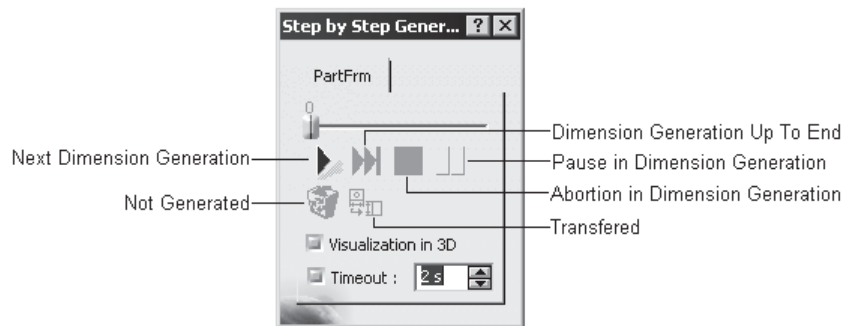 Step by Step Gener... ? X
PartFrm
0
Dimension Generation Up To End
Next Dimension Generation
Pause in Dimension Generation
Abortion in Dimension Generation
Not Generated
Transfered
Visualization in 3D
Timeout : 2 s